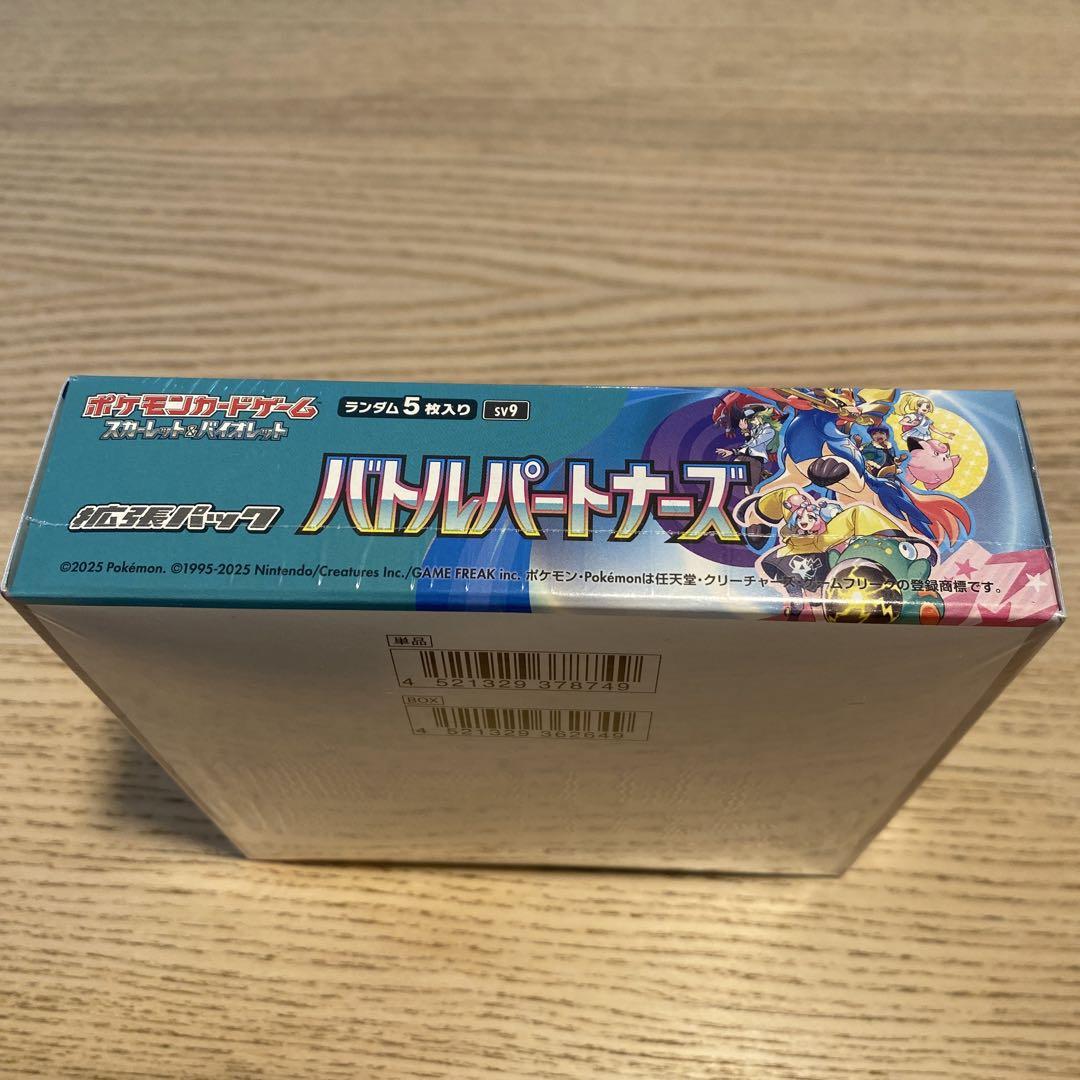 ポケモンカードゲーム
スカーレット&バイオレット
ランダム5枚入り
sv9
拡張パック
バトルパートナーズ
©2025 Pokémon. ©1995-2025 Nintendo/Creatures Inc./GAME FREAK inc. ポケモン・Pokémonは任天堂・クリーチャーズ・ゲームフリークの登録商標です。
単品
4 521329 378749
BOX
4 521329 362649